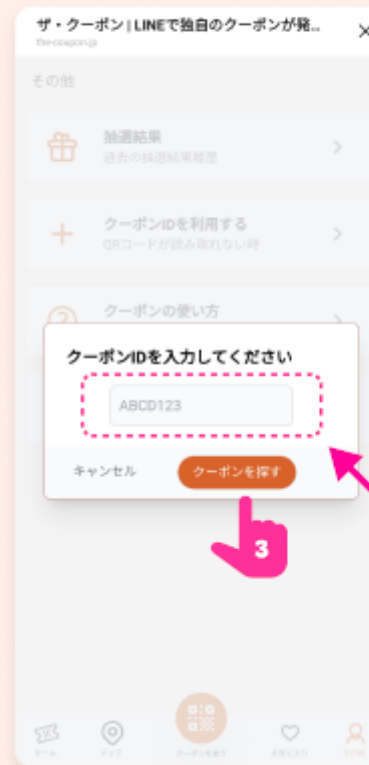 ザ・クーポン | LINEで独自のクーポンが発...
the-coupon.jp
その他
抽選結果
過去の抽選結果履歴
クーポンIDを利用する
QRコードが読み取れない時
クーポンの使い方
クーポンIDを入力してください
ABCD123
キャンセル
クーポンを探す
3
ホーム
マップ
クーポンを使う
お気に入り
その他